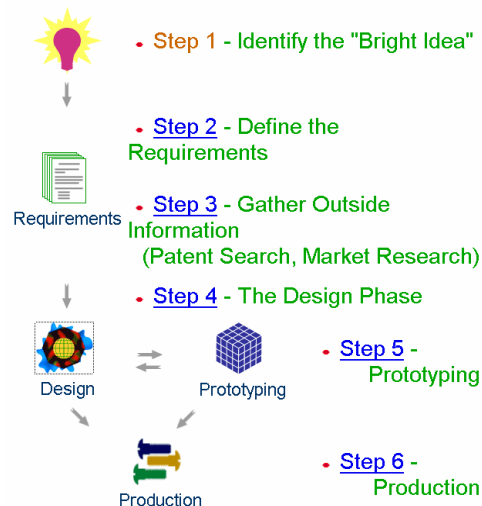 • Step 1 - Identify the "Bright Idea"
• Step 2 - Define the
Requirements
Requirements
• Step 3 - Gather Outside
Information
(Patent Search, Market Research)
• Step 4 - The Design Phase
Design
Prototyping
• Step 5 -
Prototyping
Production
• Step 6 -
Production